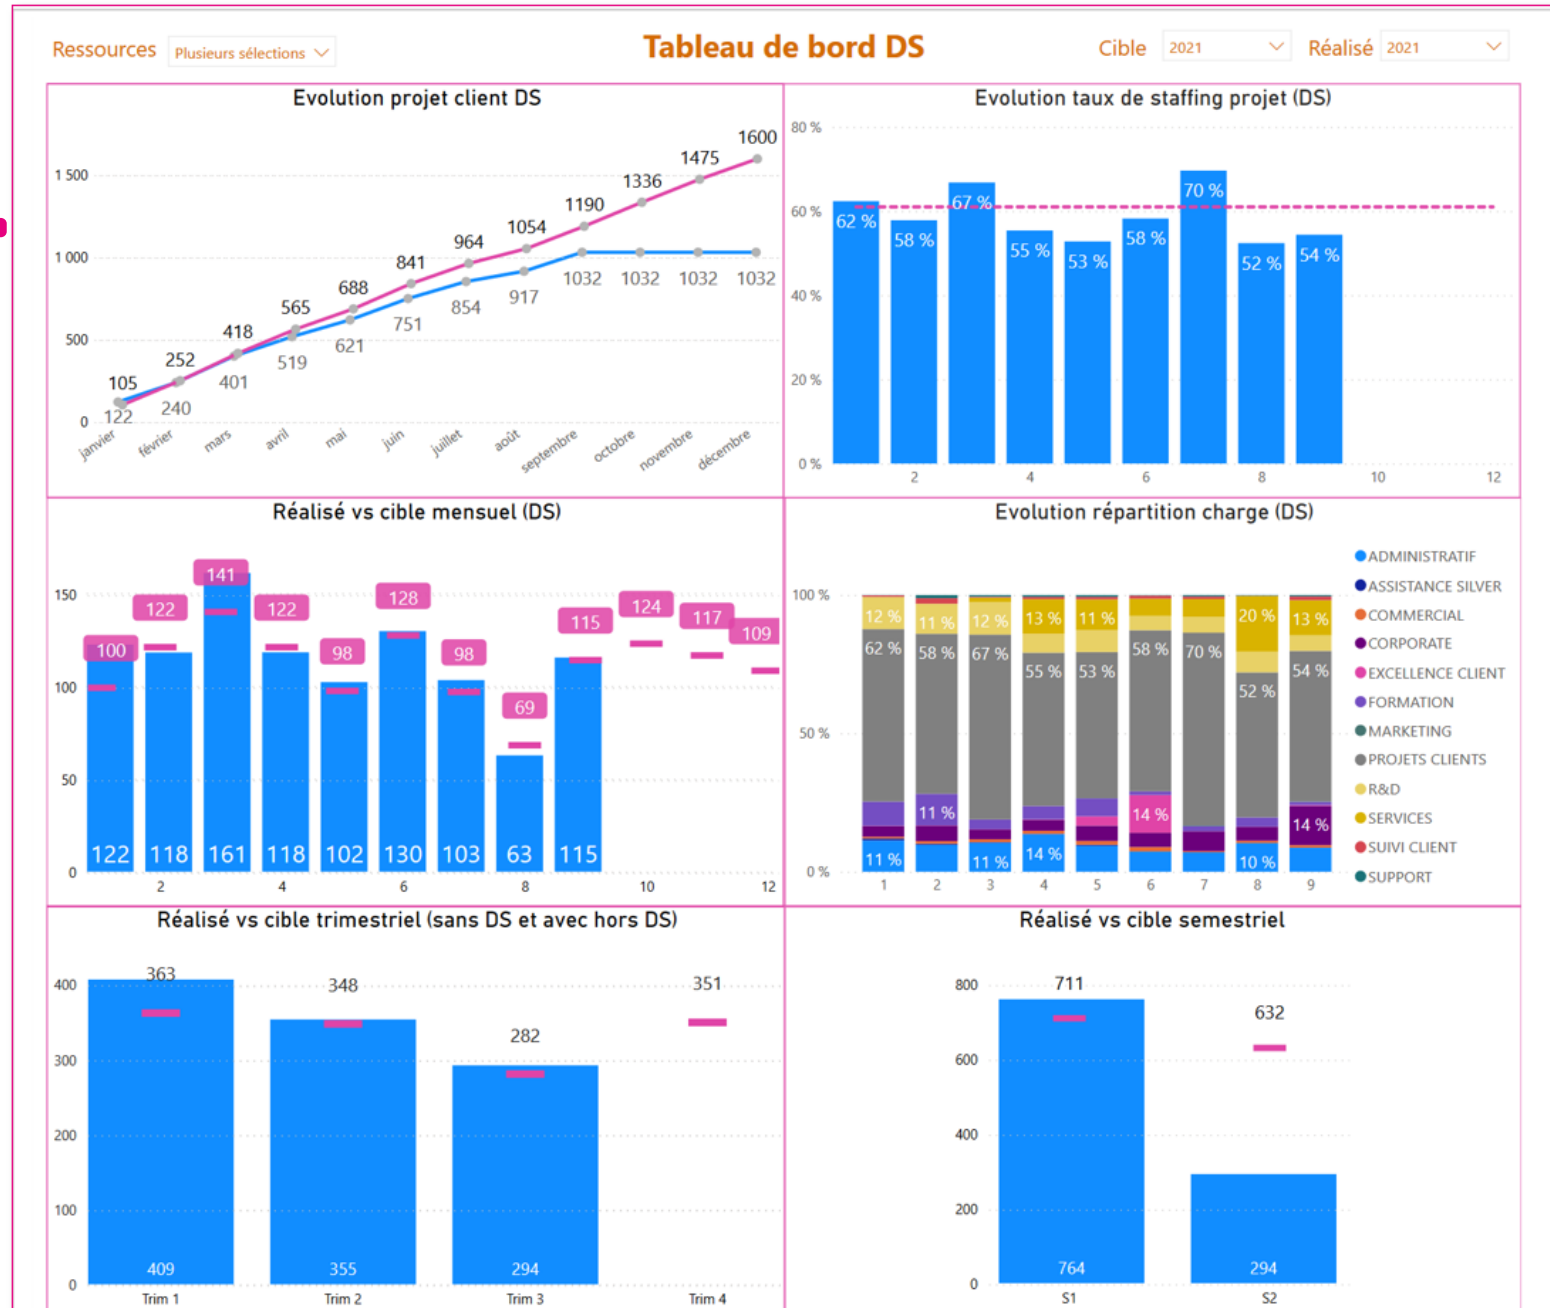 Ressources Plusieurs sélections
Tableau de bord DS
Cible 2021 Réalisé 2021
Evolution projet client DS
1 500
1 000
500
0
105 252 418 565 688 841 964 1054 1190 1336 1475 1600
122 240 401 519 621 751 854 917 1032 1032 1032 1032
janvier février mars avril mai juin juillet août septembre octobre novembre décembre
Evolution taux de staffing projet (DS)
80 %
60 %
40 %
20 %
0 %
62 % 58 % 67 % 55 % 53 % 58 % 70 % 52 % 54 %
2 4 6 8 10 12
Réalisé vs cible mensuel (DS)
150
100
50
0
100 122 141 122 98 128 98 69 115 124 117 109
122 118 161 118 102 130 103 63 115
2 4 6 8 10 12
Evolution répartition charge (DS)
100 %
50 %
0 %
12 % 11 % 12 % 13 % 11 % 20 % 13 %
62 % 58 % 67 % 55 % 53 % 58 % 70 % 52 % 54 %
11 % 14 % 14 %
11 % 11 % 14 % 10 %
1 2 3 4 5 6 7 8 9
ADMINISTRATIF
ASSISTANCE SILVER
COMMERCIAL
CORPORATE
EXCELLENCE CLIENT
FORMATION
MARKETING
PROJETS CLIENTS
R&D
SERVICES
SUIVI CLIENT
SUPPORT
Réalisé vs cible trimestriel (sans DS et avec hors DS)
400
300
200
100
0
363 348 282 351
409 355 294
Trim 1 Trim 2 Trim 3 Trim 4
Réalisé vs cible semestriel
800
600
400
200
0
711 632
764 294
S1 S2